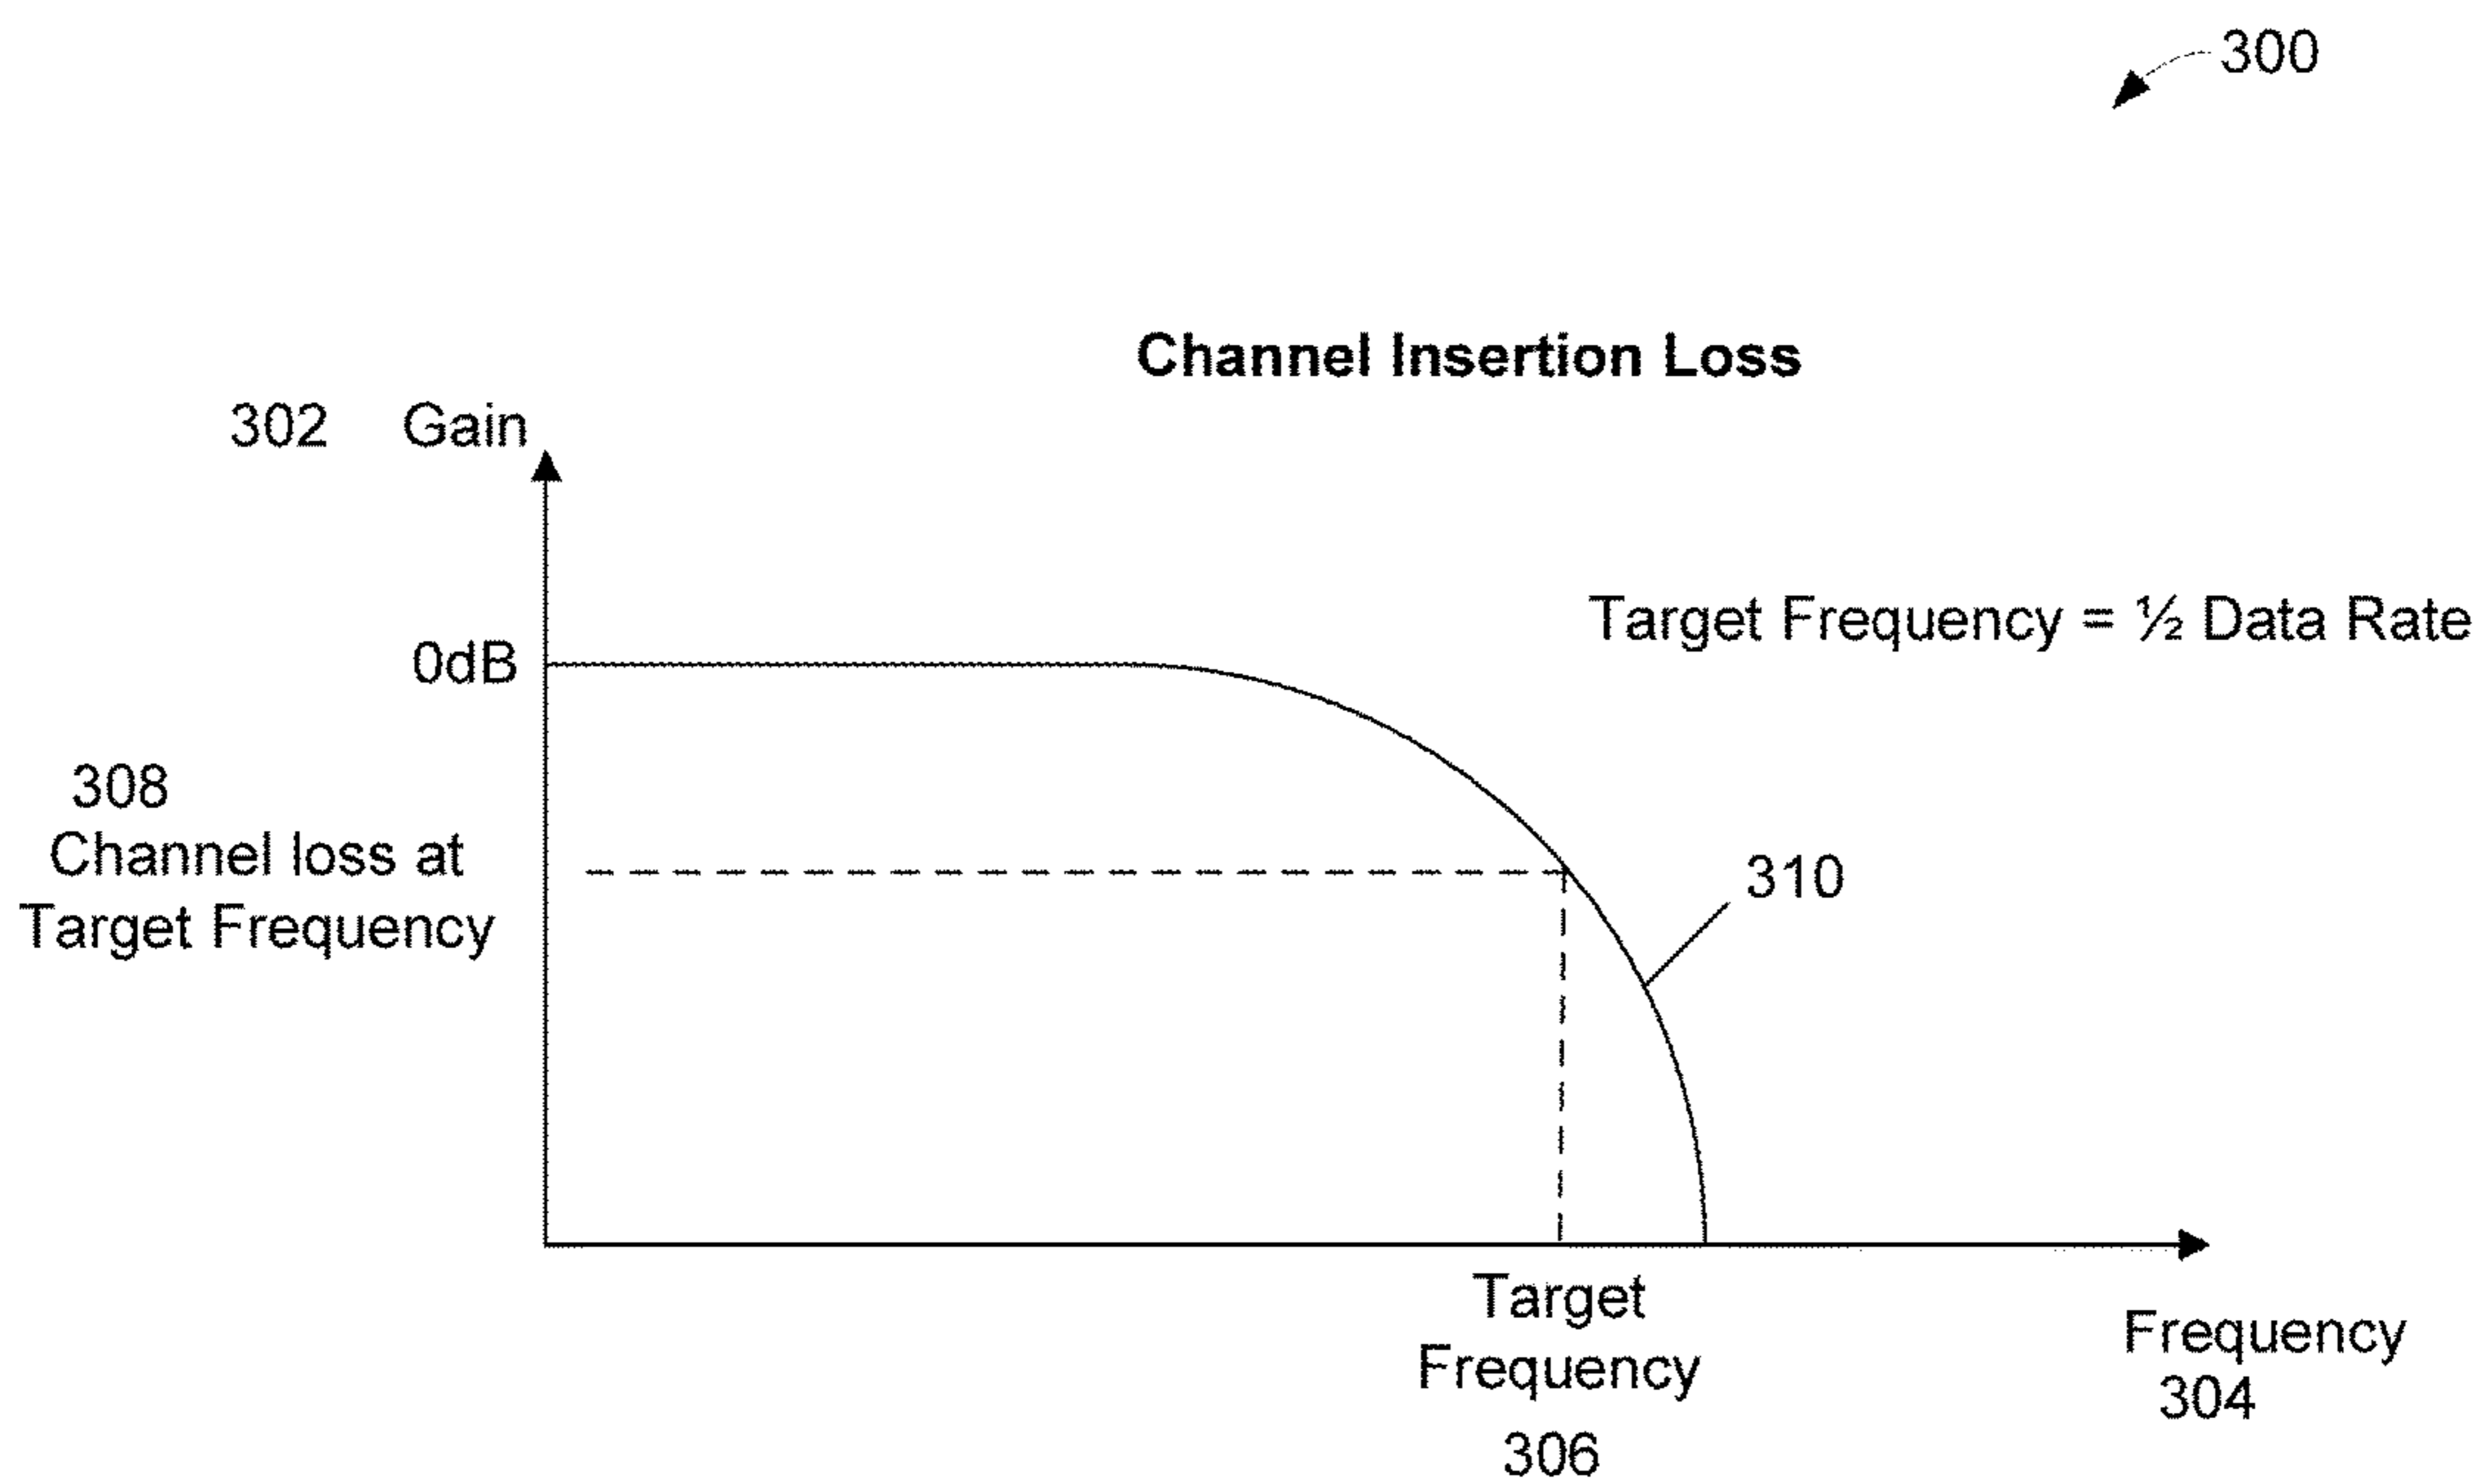 300
Channel Insertion Loss
302 Gain
Target Frequency = ½ Data Rate
0dB
308
Channel loss at
Target Frequency
310
Target
Frequency
306
Frequency
304